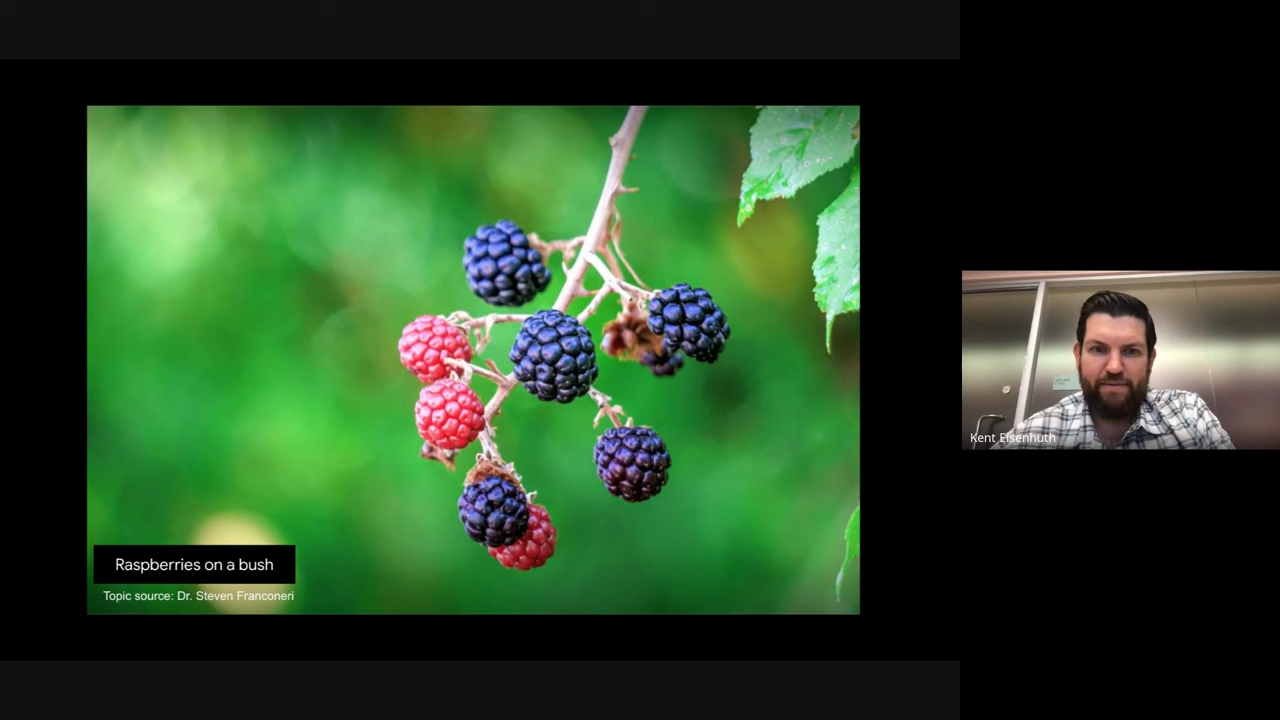 Raspberries on a bush
Topic source: Dr. Steven Franconeri
Kent Eisenhuth